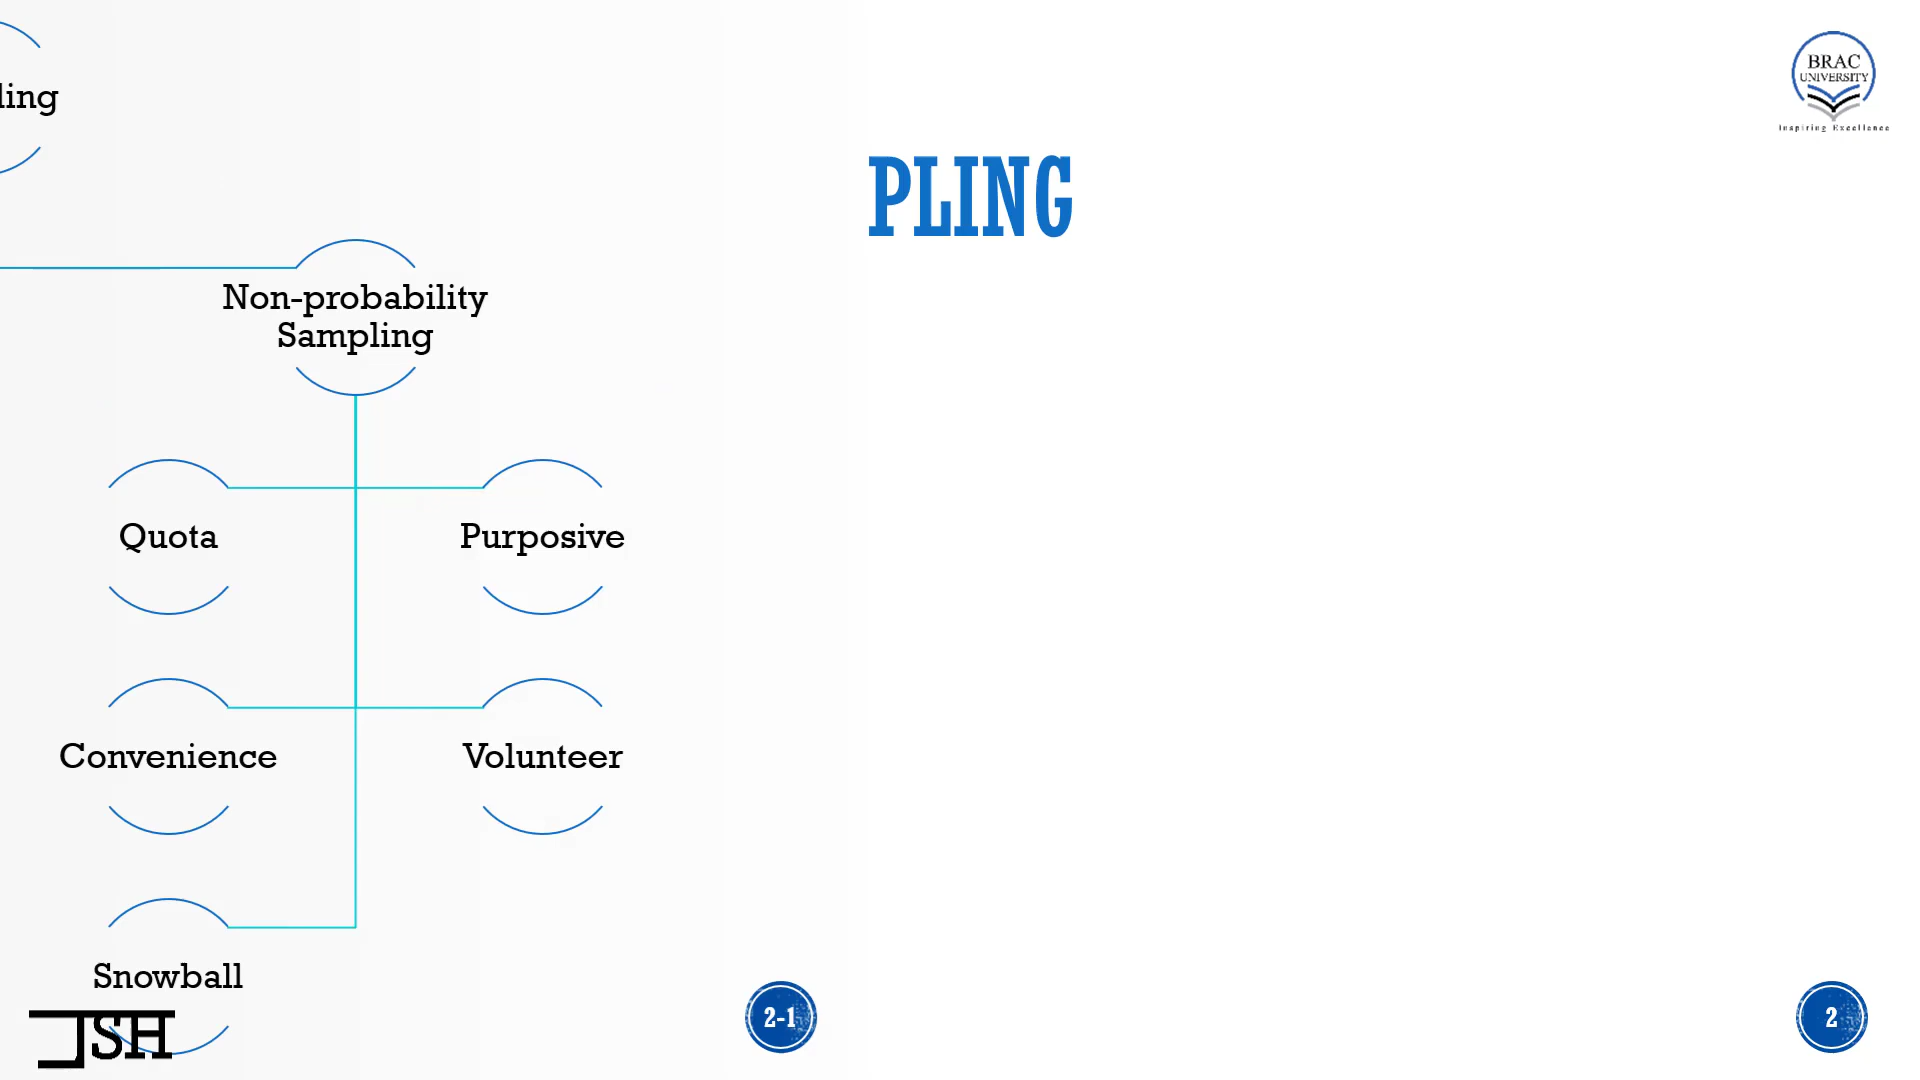 ling
Non-probability
Sampling
Quota
Purposive
Convenience
Volunteer
Snowball
JSH
2-1
PLING
BRAC
UNIVERSITY
Inspiring Excellence
2